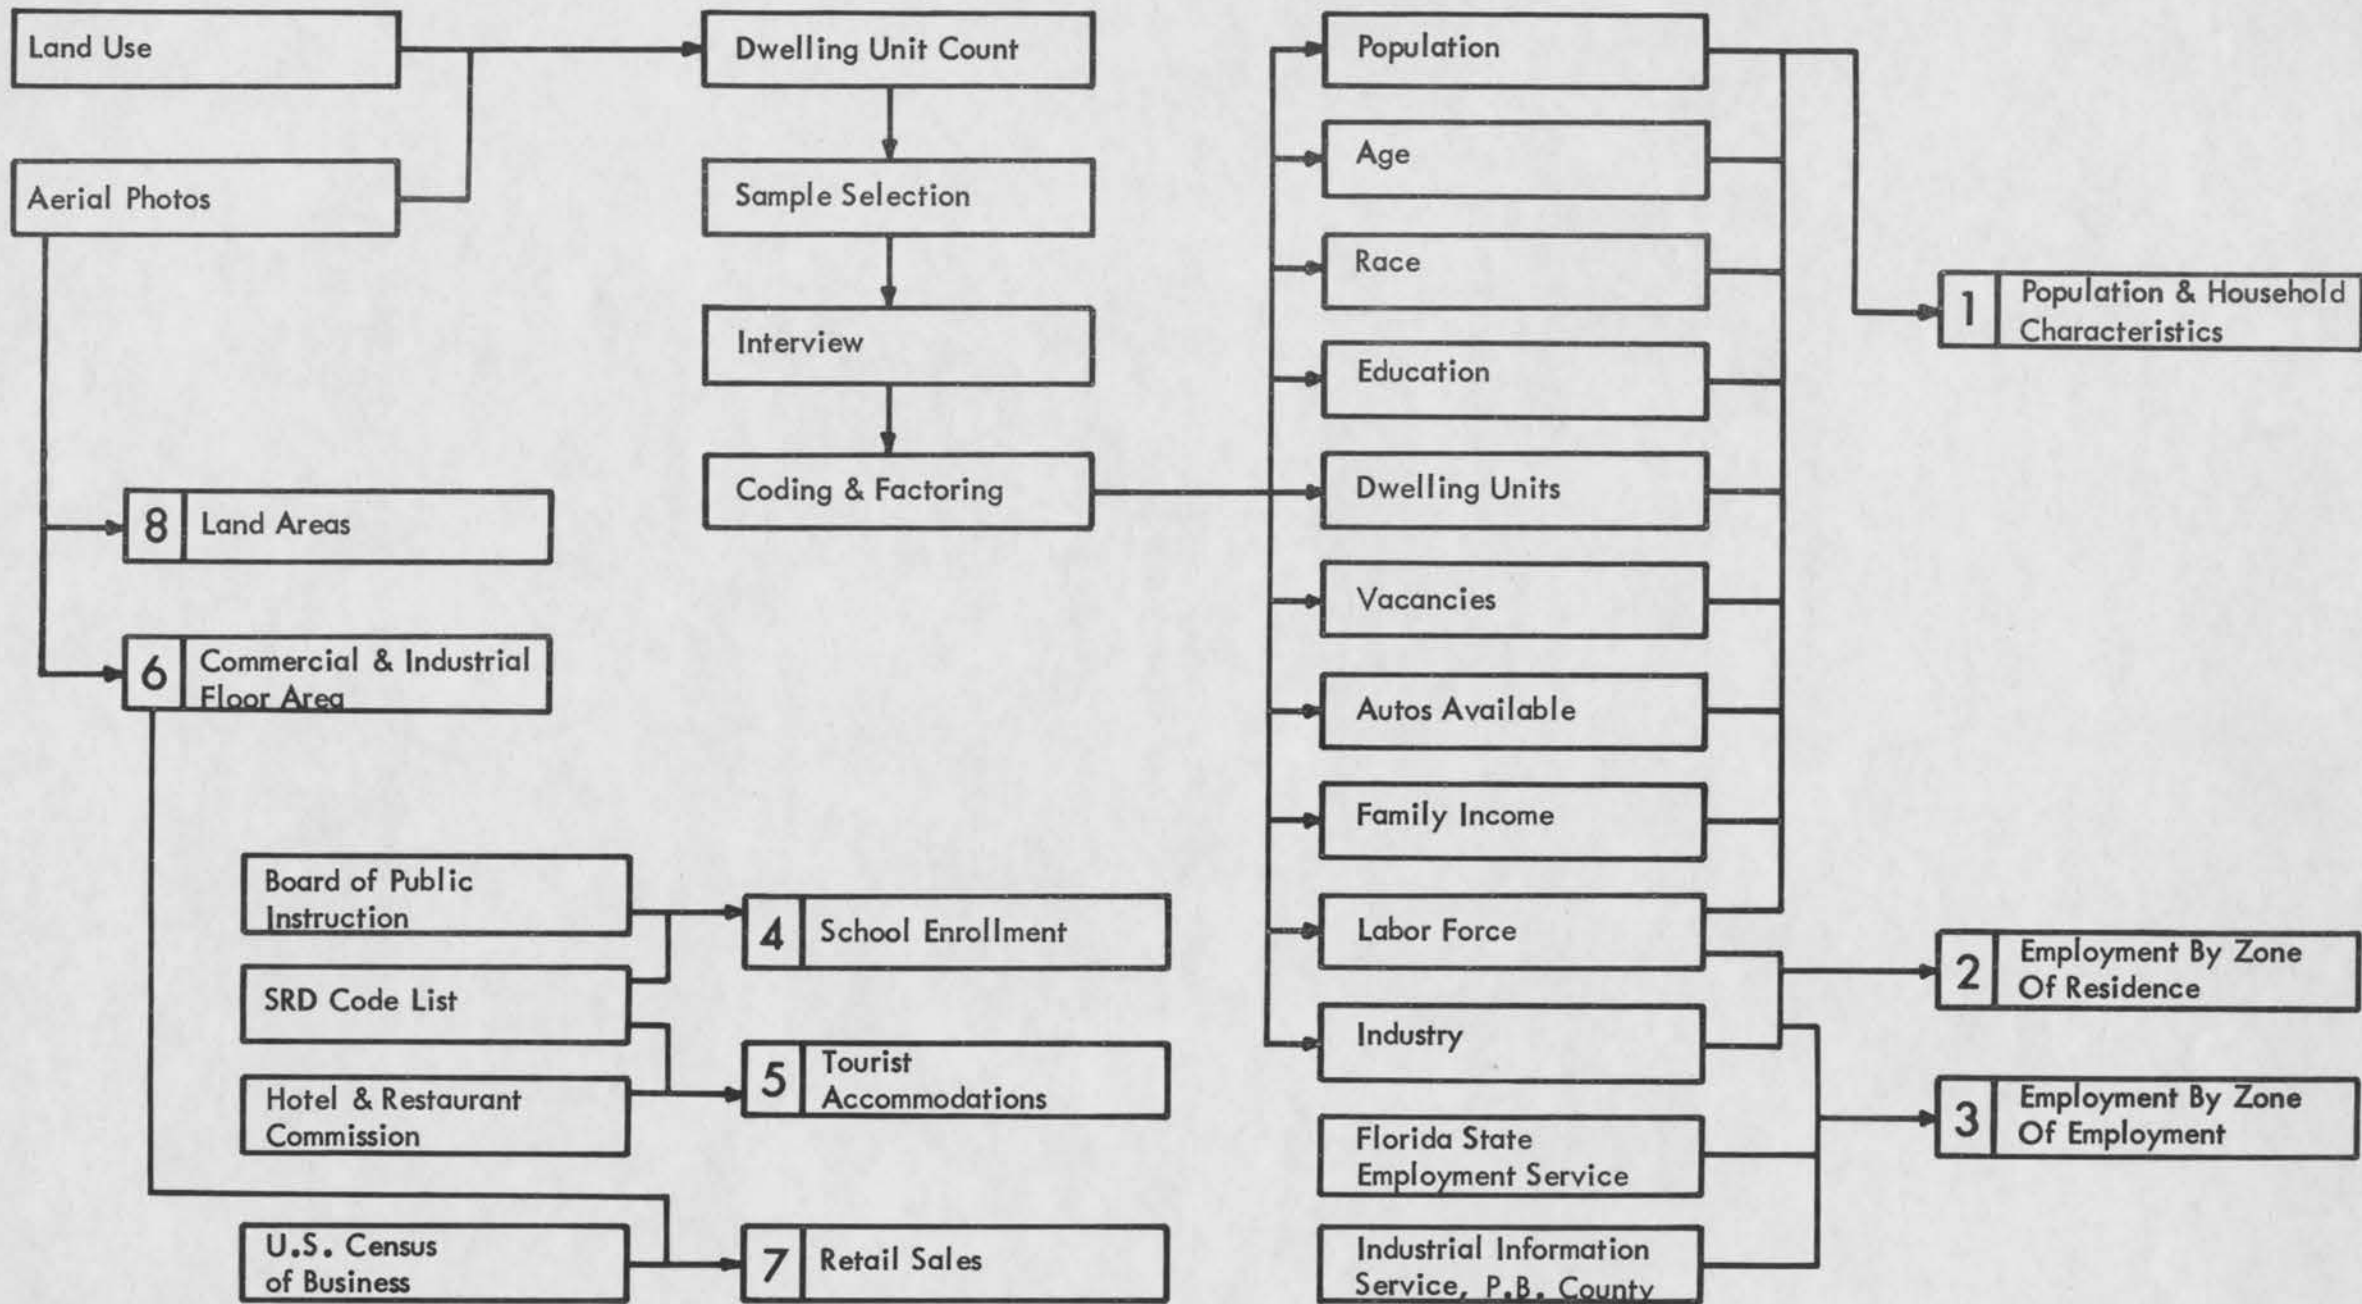 Land Use
Aerial Photos
8 Land Areas
6 Commercial & Industrial
Floor Area
Board of Public
Instruction
SRD Code List
Hotel & Restaurant
Commission
U.S. Census
of Business
Dwelling Unit Count
Sample Selection
Interview
Coding & Factoring
4 School Enrollment
5 Tourist
Accommodations
7 Retail Sales
Population
Age
Race
Education
Dwelling Units
Vacancies
Autos Available
Family Income
Labor Force
Industry
Florida State
Employment Service
Industrial Information
Service, P.B. County
1 Population & Household
Characteristics
2 Employment By Zone
Of Residence
3 Employment By Zone
Of Employment